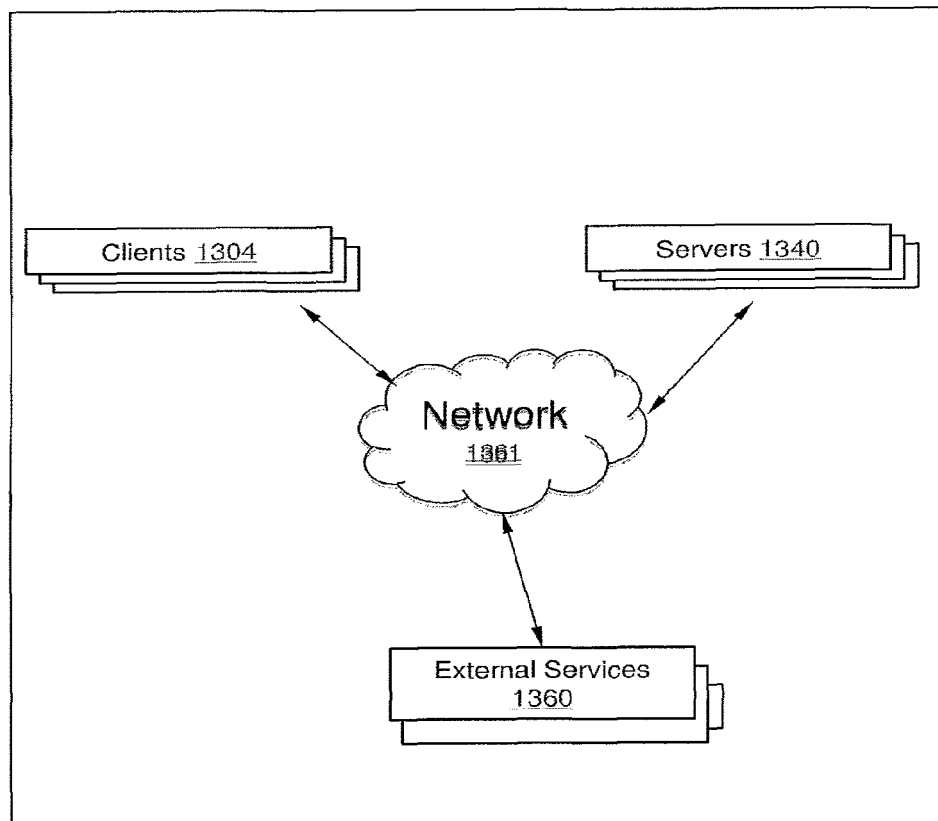 Clients 1304
Servers 1340
Network
1361
External Services
1360